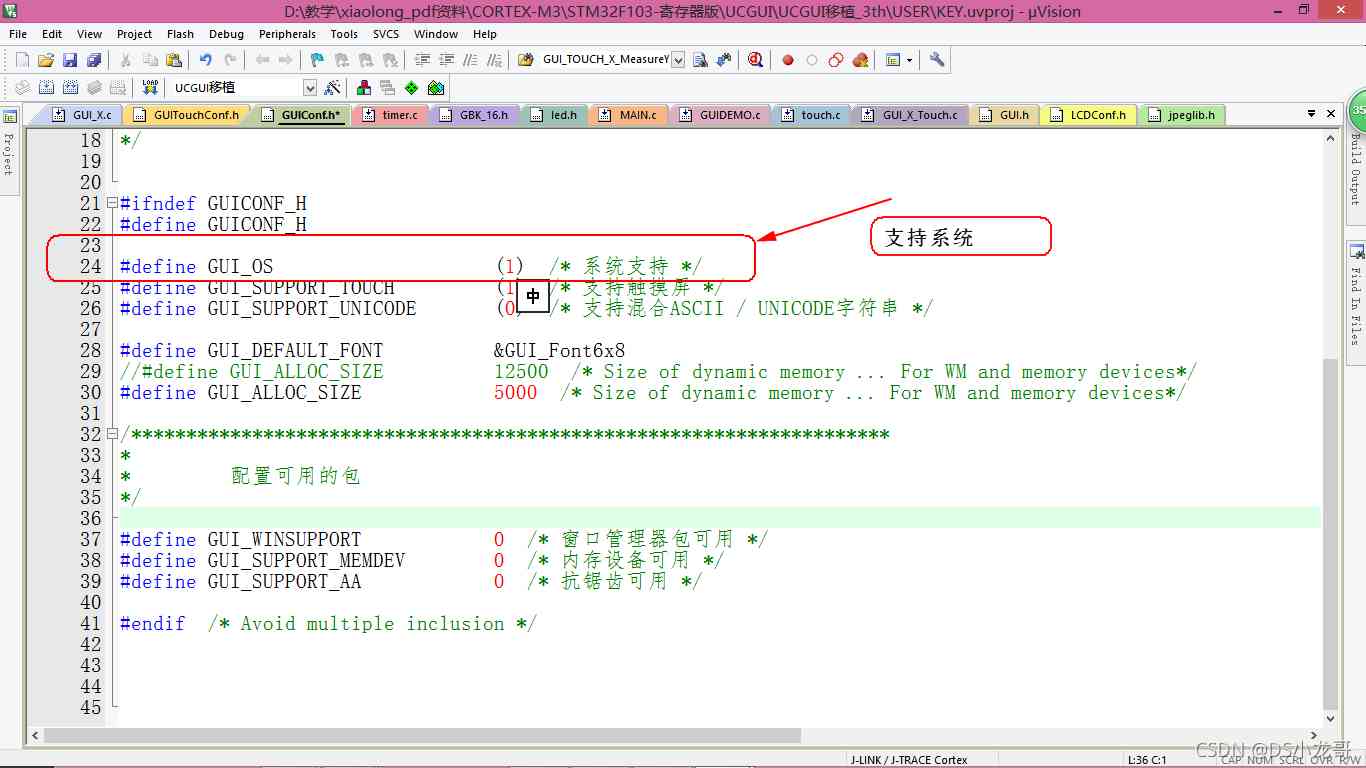 D:\教学\xiaolong_pdf资料\CORTEX-M3\STM32F103-寄存器版\UCGUI\UCGUI移植_3th\USER\KEY.uvproj - µVision
File Edit View Project Flash Debug Peripherals Tools SVCS Window Help
GUI_TOUCH_X_MeasureY
LOAD UCGUI移植
GUI_X.c GUITouchConf.h GUIConf.h* timer.c GBK_16.h led.h MAIN.c GUIDEMO.c touch.c GUI_X_Touch.c GUI.h LCDConf.h jpeglib.h
35
Project
Build Output
Find In Files
18 */
19
20
21 #ifndef GUICONF_H
22 #define GUICONF_H
23
支持系统
24 #define GUI_OS (1) /* 系统支持 */
25 #define GUI_SUPPORT_TOUCH (1 /* 支持触摸屏 */
中
26 #define GUI_SUPPORT_UNICODE (0) /* 支持混合ASCII / UNICODE字符串 */
27
28 #define GUI_DEFAULT_FONT &GUI_Font6x8
29 //#define GUI_ALLOC_SIZE 12500 /* Size of dynamic memory ... For WM and memory devices*/
30 #define GUI_ALLOC_SIZE 5000 /* Size of dynamic memory ... For WM and memory devices*/
31
32 /*********************************************************************
33 *
34 * 配置可用的包
35 */
36
37 #define GUI_WINSUPPORT 0 /* 窗口管理器包可用 */
38 #define GUI_SUPPORT_MEMDEV 0 /* 内存设备可用 */
39 #define GUI_SUPPORT_AA 0 /* 抗锯齿可用 */
40
41 #endif /* Avoid multiple inclusion */
42
43
44
45
CSDN @DS小龙哥
J-LINK / J-TRACE Cortex L:36 C:1 CAP NUM SCRL OVR R/W